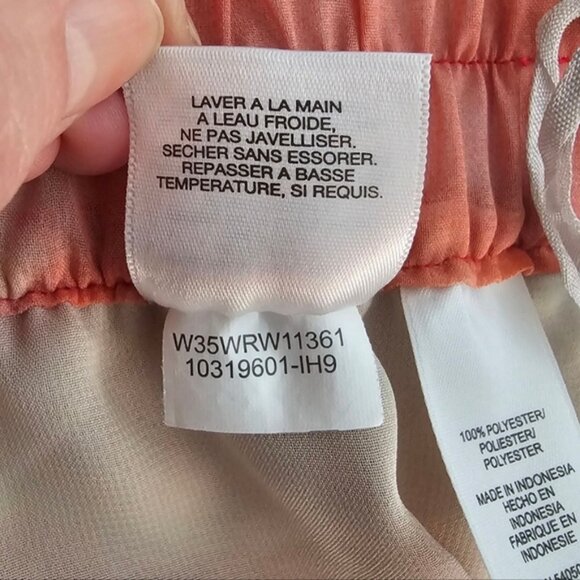 LAVER A LA MAIN
A LEAU FROIDE,
NE PAS JAVELLISER.
SECHER SANS ESSORER.
REPASSER A BASSE
TEMPERATURE, SI REQUIS.
W35WRW11361
10319601-IH9
100% POLYESTER/
POLIESTER/
POLYESTER
MADE IN INDONESIA
HECHO EN
INDONESIA
FABRIQUE EN
INDONESIE